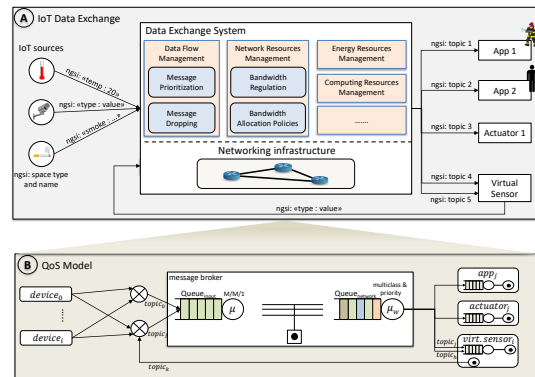 A IoT Data Exchange
IoT sources
ngsi: «temp : 20»
ngsi: «type : value»
ngsi: «smoke : ...»
ngsi: space type
and name
Data Exchange System
Data Flow
Management
Message
Prioritization
Message
Dropping
Network Resources
Management
Bandwidth
Regulation
Bandwidth
Allocation Policies
Energy Resources
Management
Computing Resources
Management
.......
Networking infrastructure
ngsi: «type : value»
ngsi: topic 1
App 1
ngsi: topic 2
App 2
ngsi: topic 3
Actuator 1
ngsi: topic 4
ngsi: topic 5
Virtual
Sensor
B QoS Model
device0
devicei
topic0
topick
message broker
Queueinput
M/M/1
μ
Queuenetwork
multiclass &
priority
μw
appj
actuatorj
virt. sensorj
topick